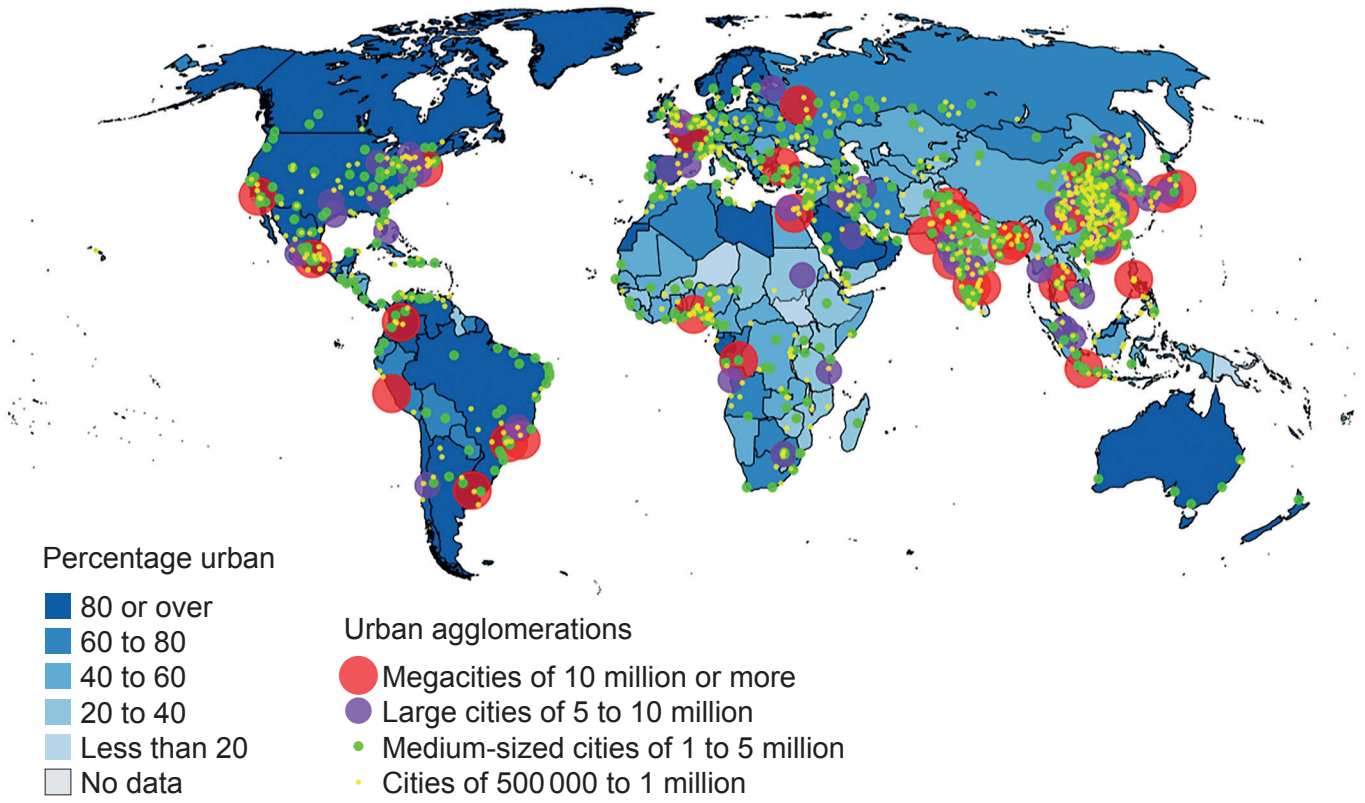 Percentage urban
80 or over
60 to 80
40 to 60
20 to 40
Less than 20
No data
Urban agglomerations
Megacities of 10 million or more
Large cities of 5 to 10 million
Medium-sized cities of 1 to 5 million
Cities of 500 000 to 1 million